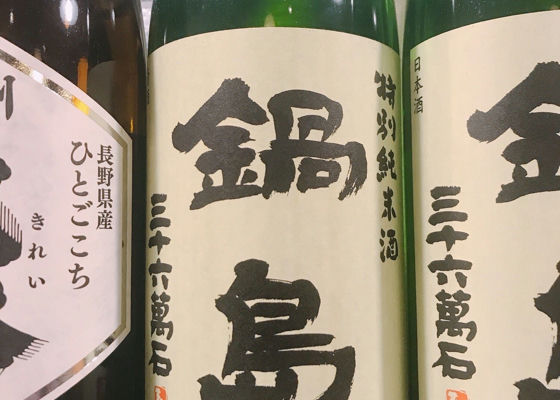 長野県産
ひとごこち
きれい
特別純米酒
鍋島
三十六萬石
日本酒
三十六萬石